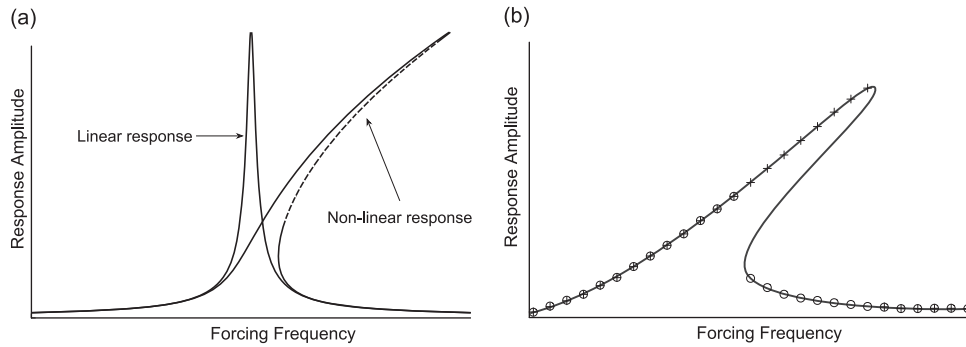 (a)
Response Amplitude
Linear response
Non-linear response
Forcing Frequency
(b)
Response Amplitude
Forcing Frequency